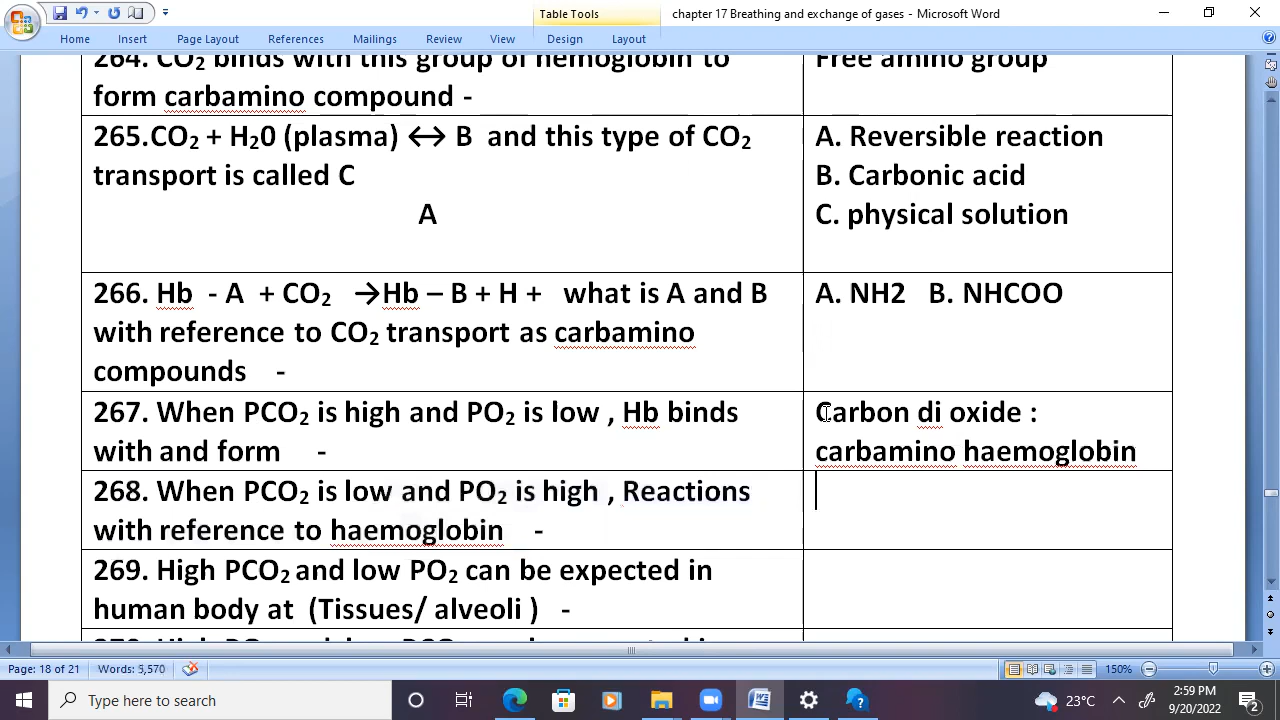 Table Tools
chapter 17 Breathing and exchange of gases - Microsoft Word
Home Insert Page Layout References Mailings Review View Design Layout
264. CO₂ binds with this group of hemoglobin to
form carbamino compound -
Free amino group
265.CO₂ + H₂0 (plasma) ↔ B and this type of CO₂
transport is called C
A
A. Reversible reaction
B. Carbonic acid
C. physical solution
266. Hb - A + CO₂ →Hb – B + H + what is A and B
with reference to CO₂ transport as carbamino
compounds -
A. NH2 B. NHCOO
267. When PCO₂ is high and PO₂ is low , Hb binds
with and form -
Carbon di oxide :
carbamino haemoglobin
268. When PCO₂ is low and PO₂ is high , Reactions
with reference to haemoglobin -
269. High PCO₂ and low PO₂ can be expected in
human body at (Tissues/ alveoli ) -
Page: 18 of 21 Words: 5,570 150%
Type here to search
23°C
2:59 PM
9/20/2022
2